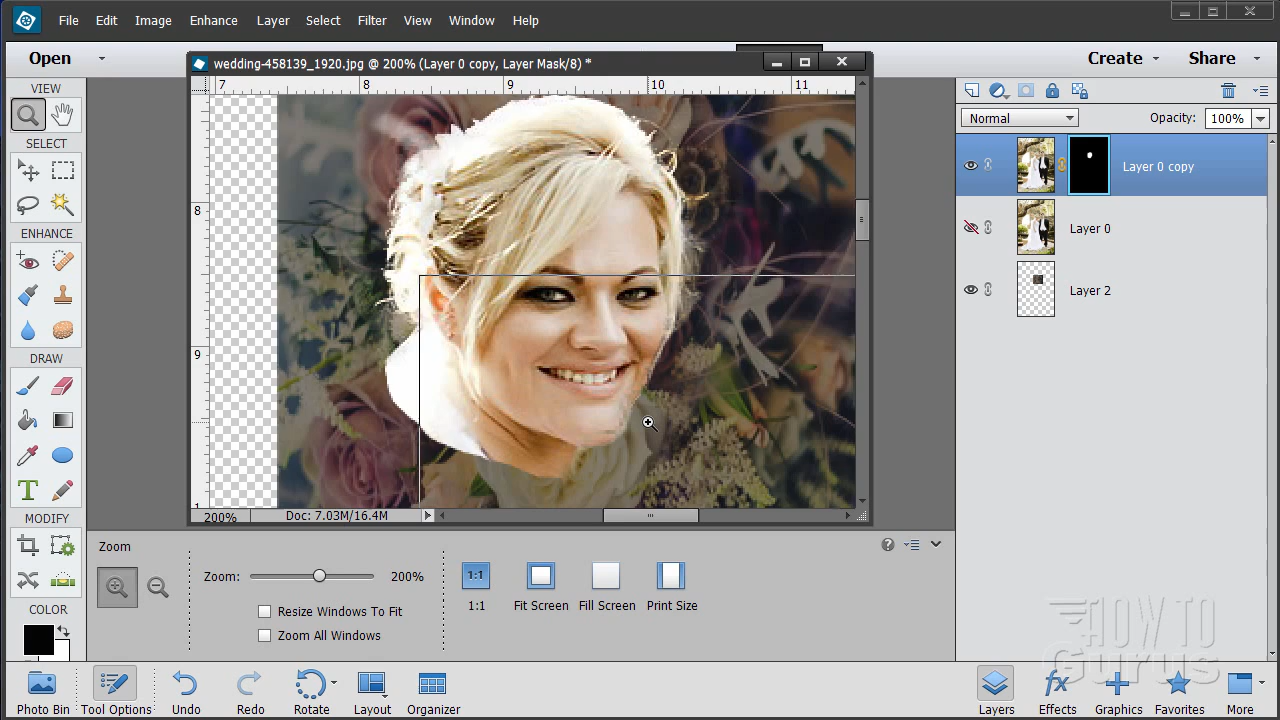 File Edit Image Enhance Layer Select Filter View Window Help
Open
Create Share
VIEW
SELECT
ENHANCE
DRAW
MODIFY
COLOR
wedding-458139_1920.jpg @ 200% (Layer 0 copy, Layer Mask/8) *
7 8 9 10 11
8
9
1
200% Doc: 7.03M/16.4M
Normal Opacity: 100%
Layer 0 copy
Layer 0
Layer 2
Zoom
Zoom: 200%
Resize Windows To Fit
Zoom All Windows
1:1
1:1 Fit Screen Fill Screen Print Size
HOW TO
Gurus
Photo Bin Tool Options Undo Redo Rotate Layout Organizer
fx
Layers Effects Graphics Favorites More